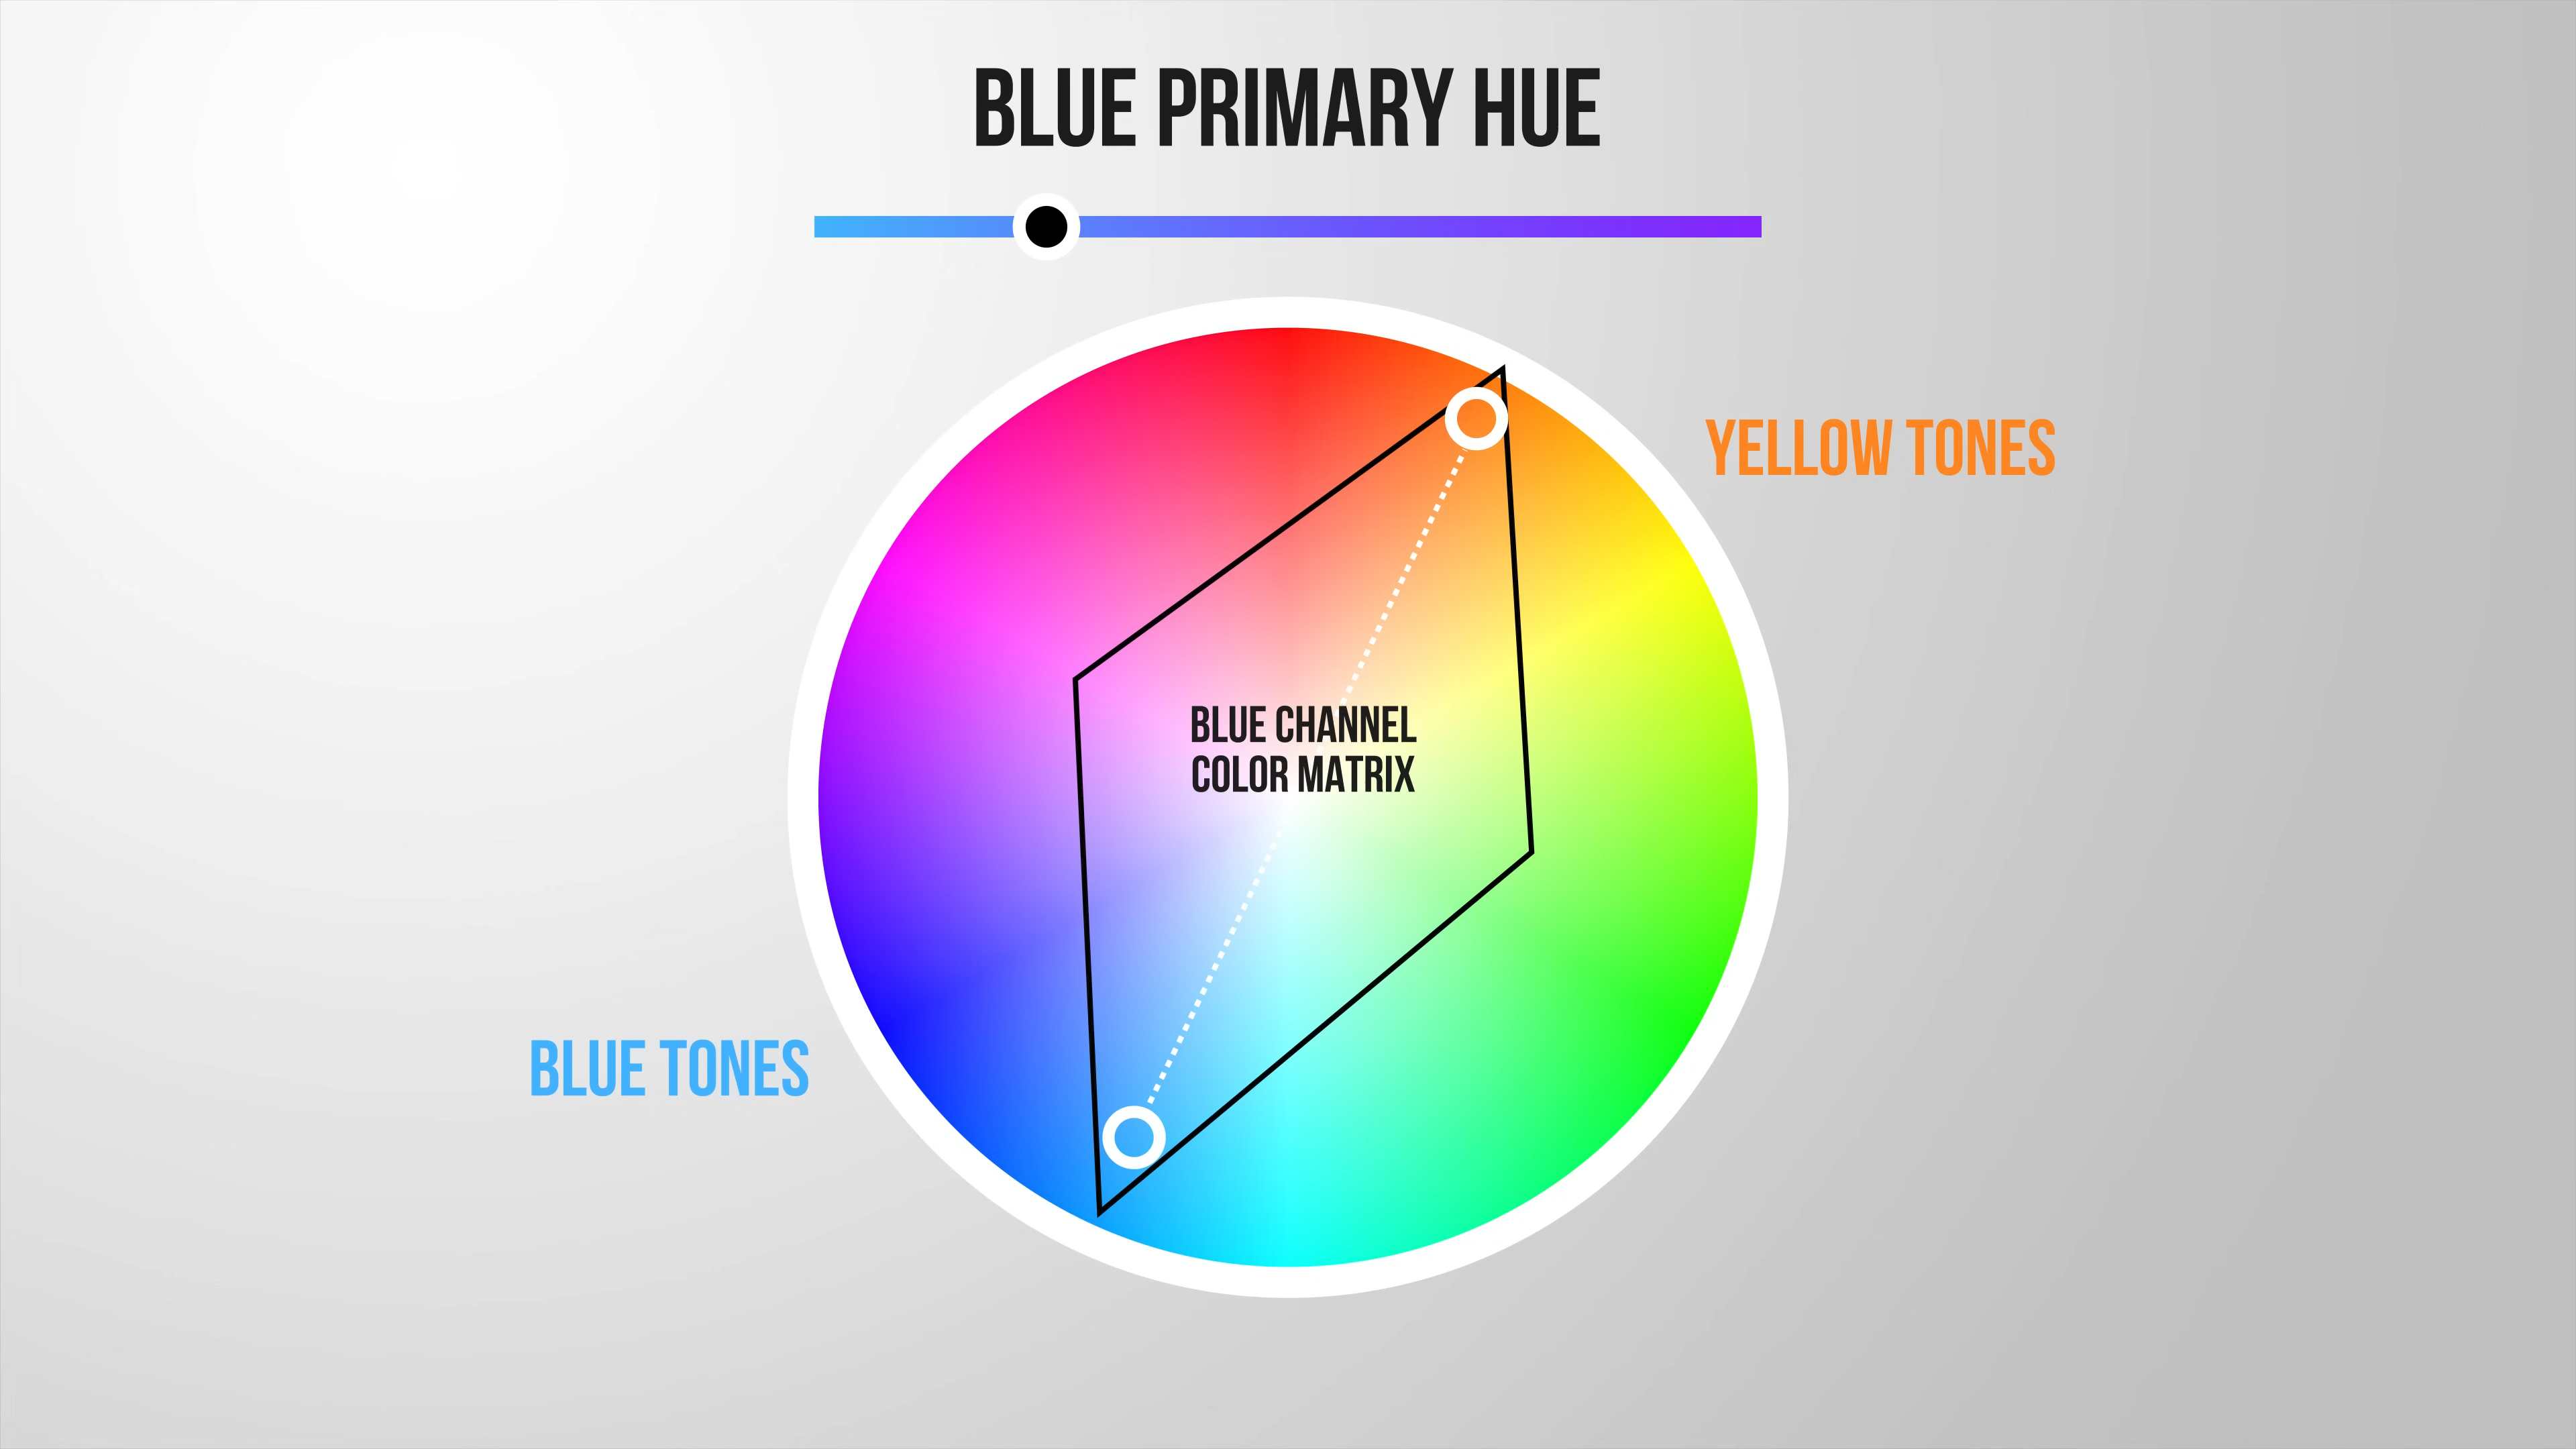 BLUE PRIMARY HUE
YELLOW TONES
BLUE CHANNEL
COLOR MATRIX
BLUE TONES